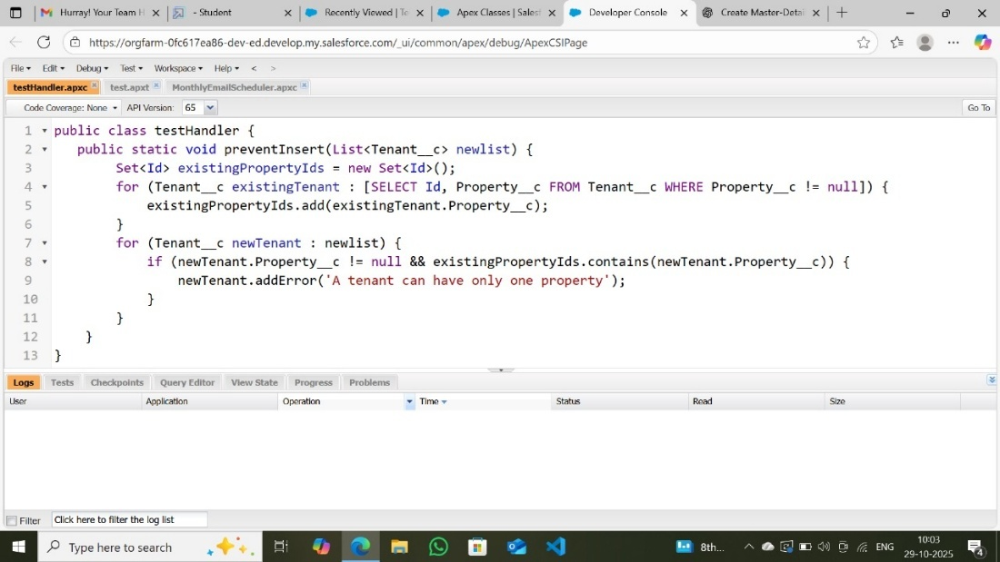 Hurray! Your Team H
- Student
Recently Viewed | Te
Apex Classes | Salest
Developer Console
Create Master-Detai
https://orgfarm-0fc617ea86-dev-ed.develop.my.salesforce.com/_ui/common/apex/debug/ApexCSIPage
File Edit Debug Test Workspace Help < >
testHandler.apxc test.apxt MonthlyEmailScheduler.apxc
Code Coverage: None API Version: 65 Go To
1 public class testHandler {
2 public static void preventInsert(List<Tenant__c> newlist) {
3 Set<Id> existingPropertyIds = new Set<Id>();
4 for (Tenant__c existingTenant : [SELECT Id, Property__c FROM Tenant__c WHERE Property__c != null]) {
5 existingPropertyIds.add(existingTenant.Property__c);
6 }
7 for (Tenant__c newTenant : newlist) {
8 if (newTenant.Property__c != null && existingPropertyIds.contains(newTenant.Property__c)) {
9 newTenant.addError('A tenant can have only one property');
10 }
11 }
12 }
13 }
Logs Tests Checkpoints Query Editor View State Progress Problems
User Application Operation Time Status Read Size
Filter Click here to filter the log list
Type here to search
8th...
ENG
10:03
29-10-2025
4